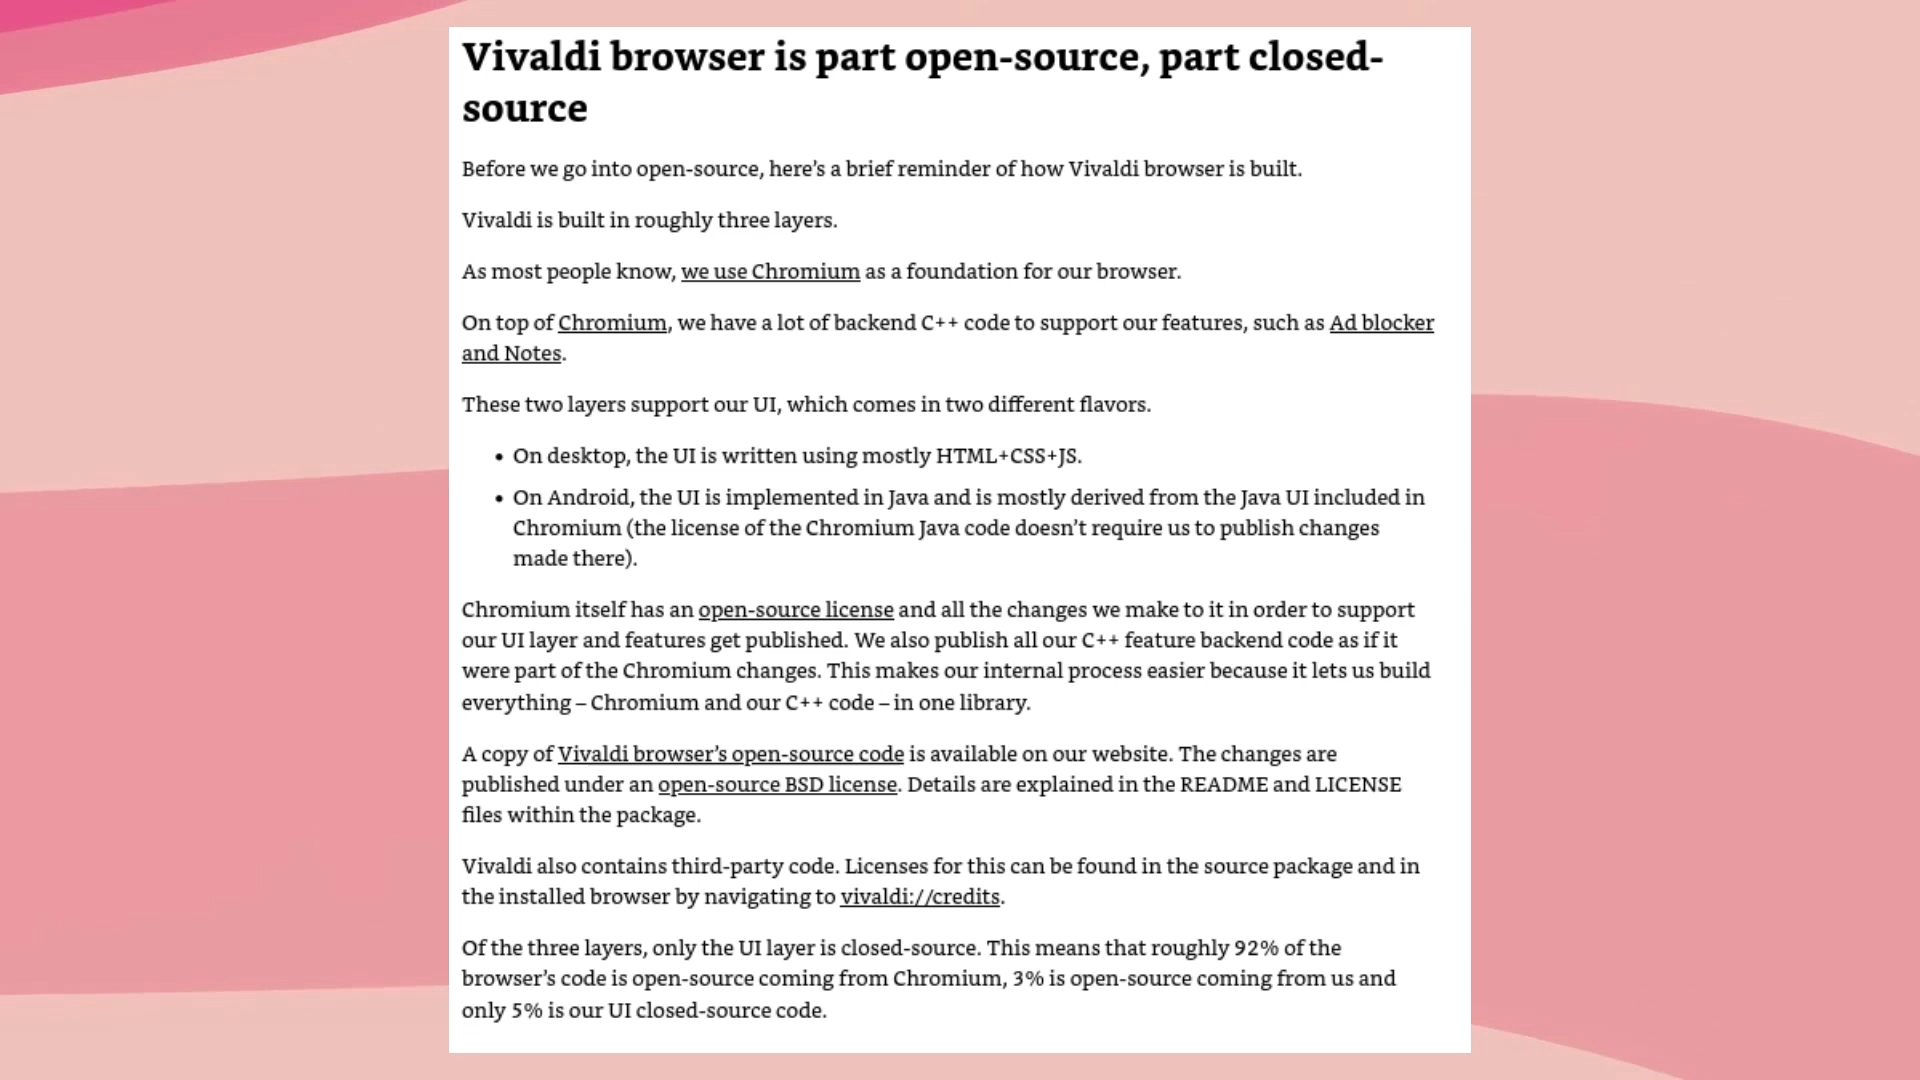 Vivaldi browser is part open-source, part closed-
source
Before we go into open-source, here’s a brief reminder of how Vivaldi browser is built.
Vivaldi is built in roughly three layers.
As most people know, we use Chromium as a foundation for our browser.
On top of Chromium, we have a lot of backend C++ code to support our features, such as Ad blocker
and Notes.
These two layers support our UI, which comes in two different flavors.
• On desktop, the UI is written using mostly HTML+CSS+JS.
• On Android, the UI is implemented in Java and is mostly derived from the Java UI included in
Chromium (the license of the Chromium Java code doesn’t require us to publish changes
made there).
Chromium itself has an open-source license and all the changes we make to it in order to support
our UI layer and features get published. We also publish all our C++ feature backend code as if it
were part of the Chromium changes. This makes our internal process easier because it lets us build
everything – Chromium and our C++ code – in one library.
A copy of Vivaldi browser’s open-source code is available on our website. The changes are
published under an open-source BSD license. Details are explained in the README and LICENSE
files within the package.
Vivaldi also contains third-party code. Licenses for this can be found in the source package and in
the installed browser by navigating to vivaldi://credits.
Of the three layers, only the UI layer is closed-source. This means that roughly 92% of the
browser’s code is open-source coming from Chromium, 3% is open-source coming from us and
only 5% is our UI closed-source code.